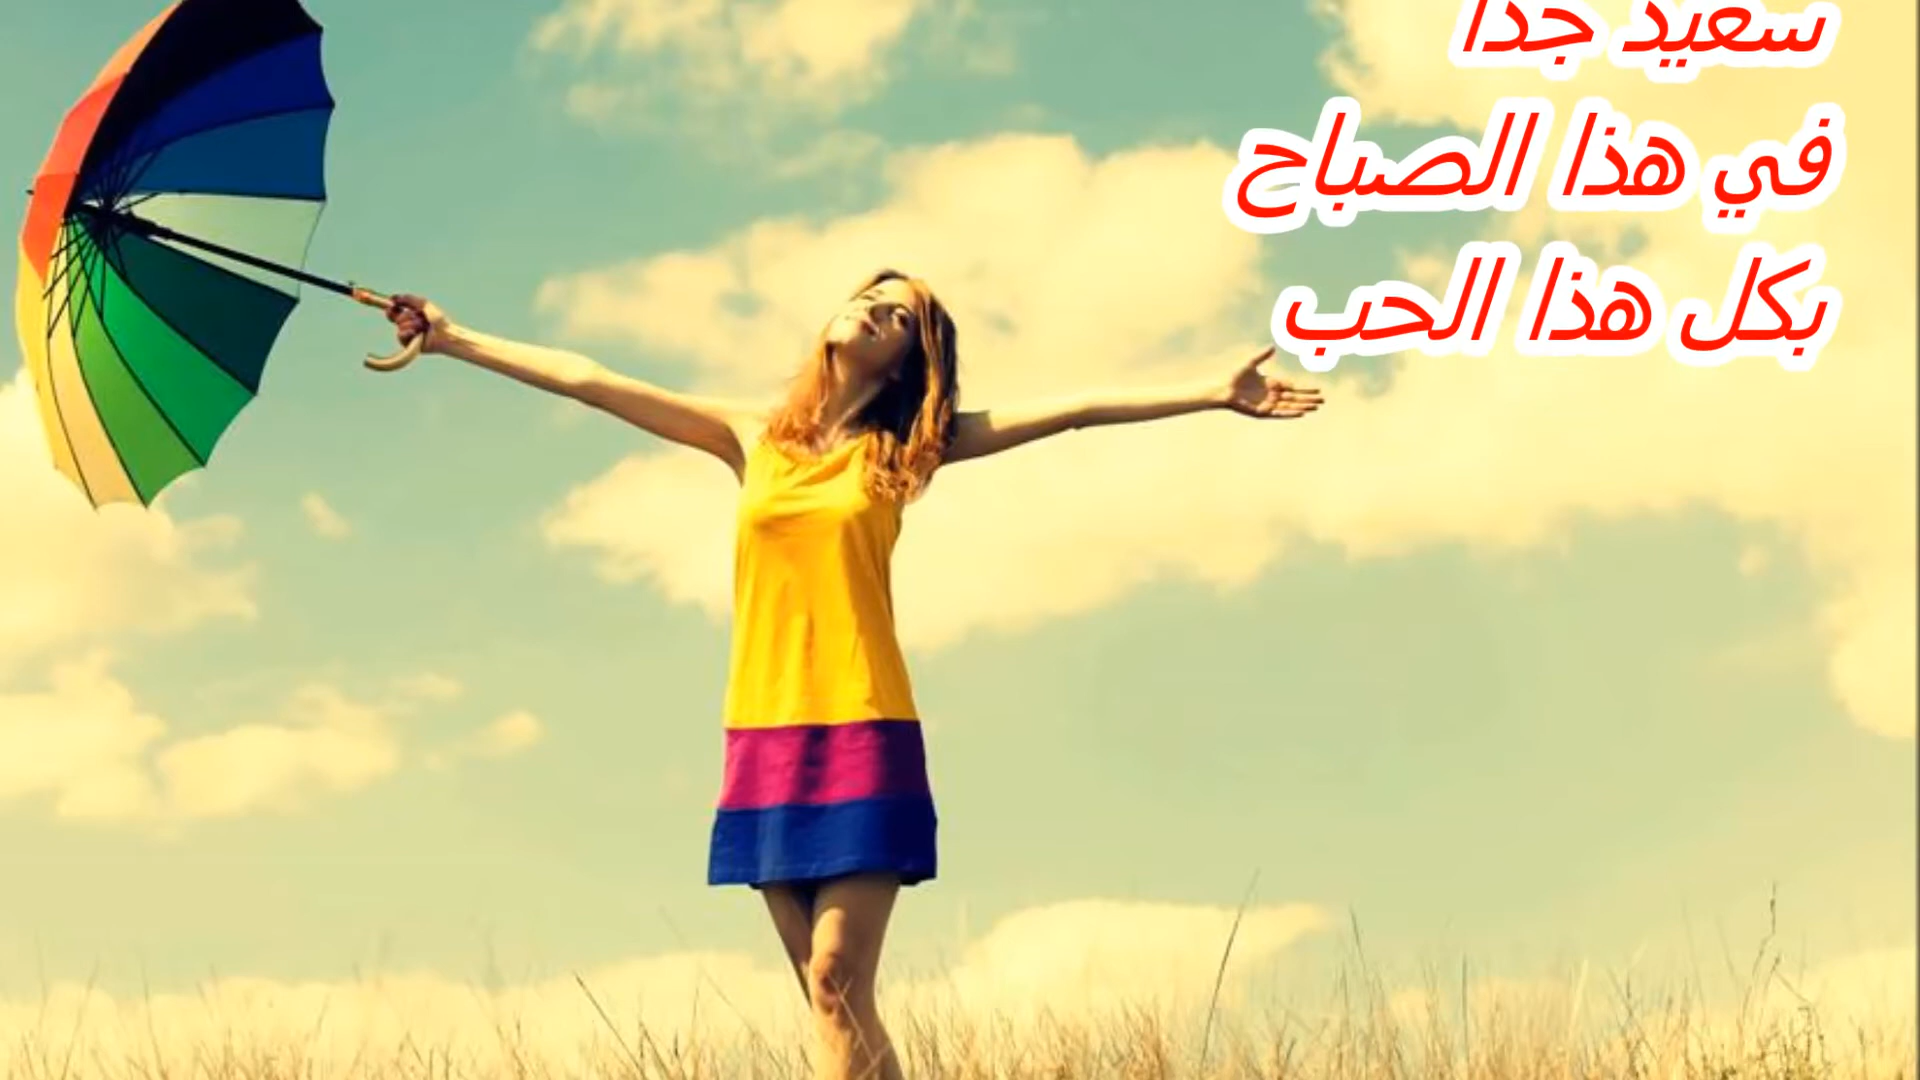 سعيد جدا
في هذا الصباح
بكل هذا الحب